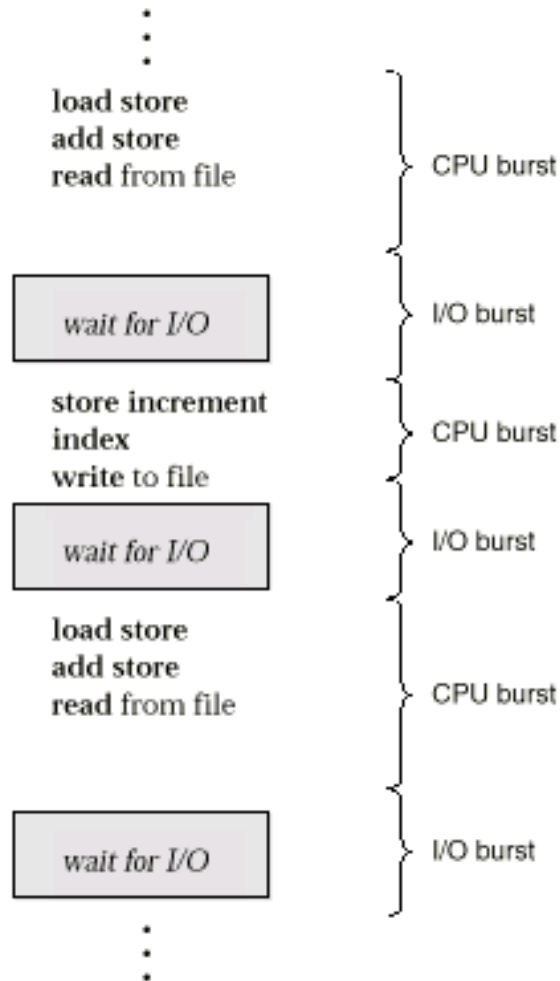 load store
add store
read from file
CPU burst
wait for I/O
I/O burst
store increment
index
write to file
CPU burst
wait for I/O
I/O burst
load store
add store
read from file
CPU burst
wait for I/O
I/O burst